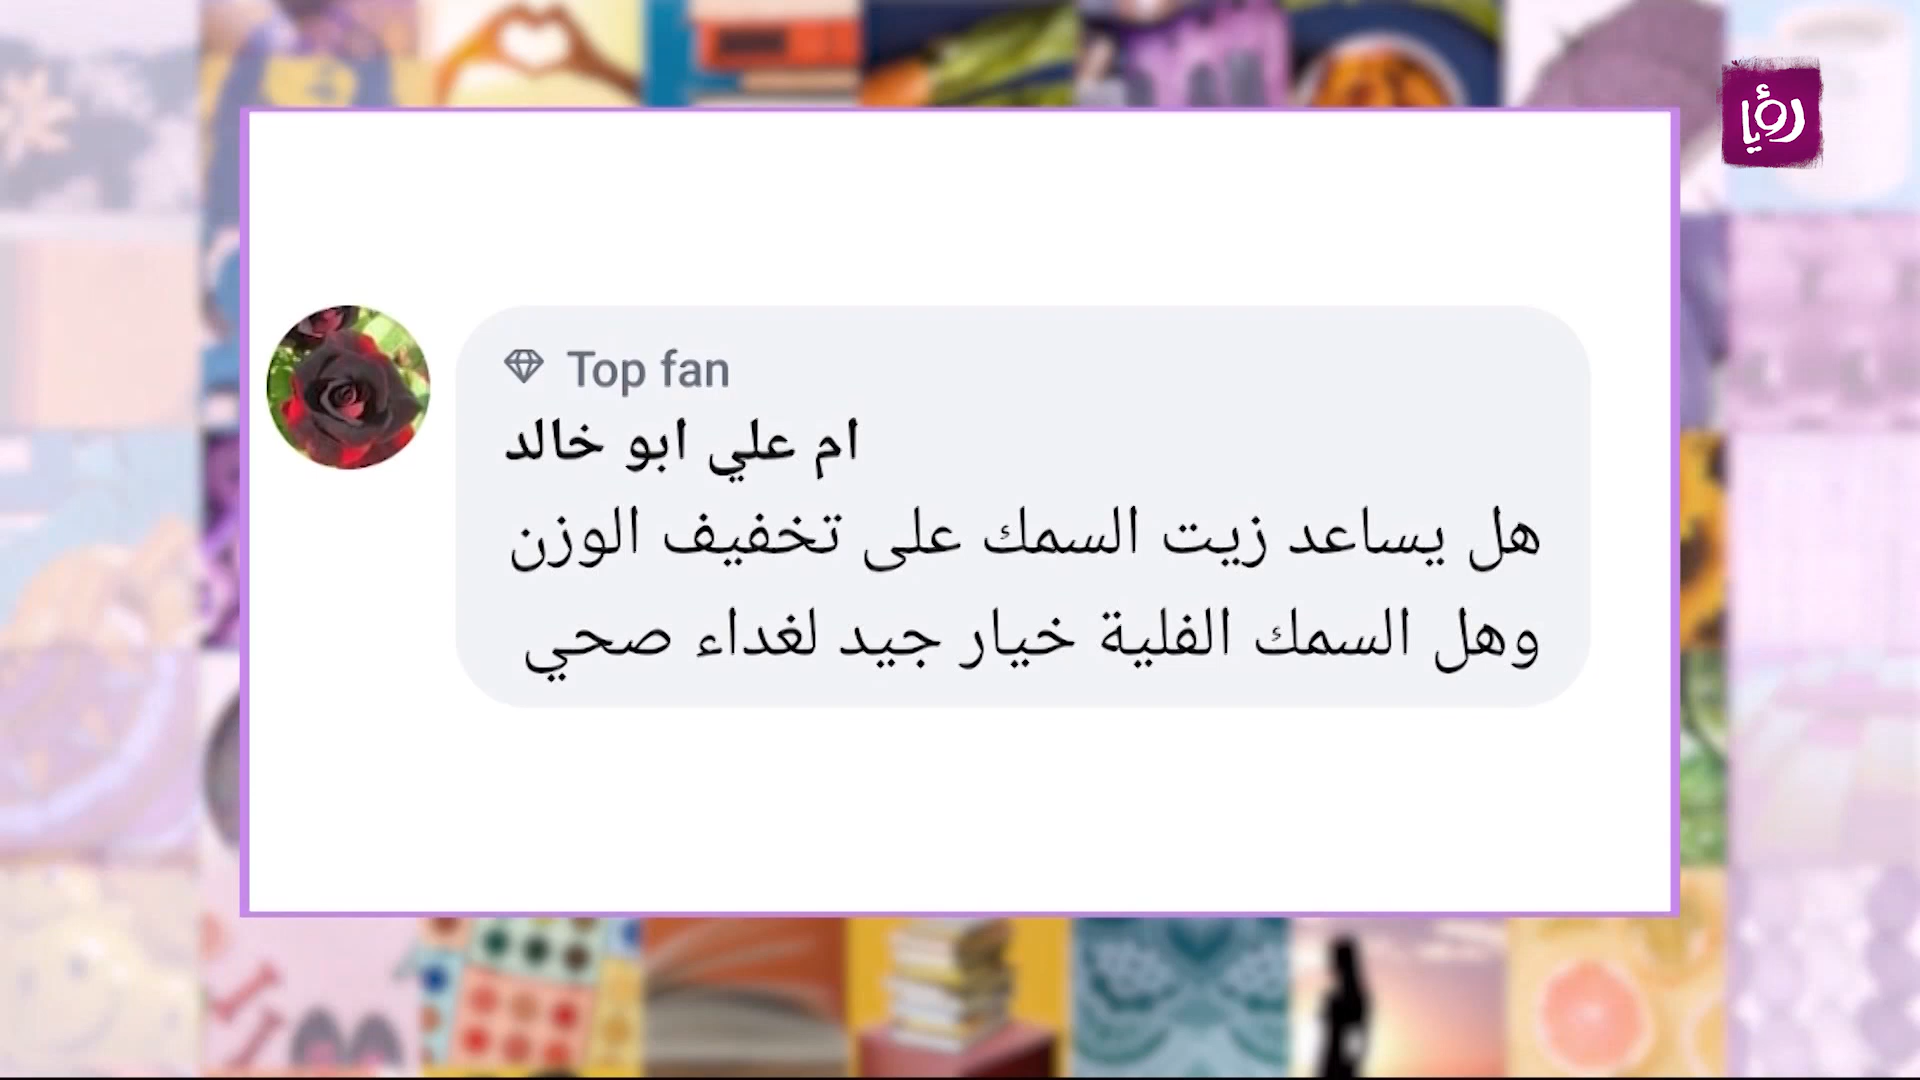 رؤيا
Top fan
ام علي ابو خالد
هل يساعد زيت السمك على تخفيف الوزن
وهل السمك الفلية خيار جيد لغداء صحي